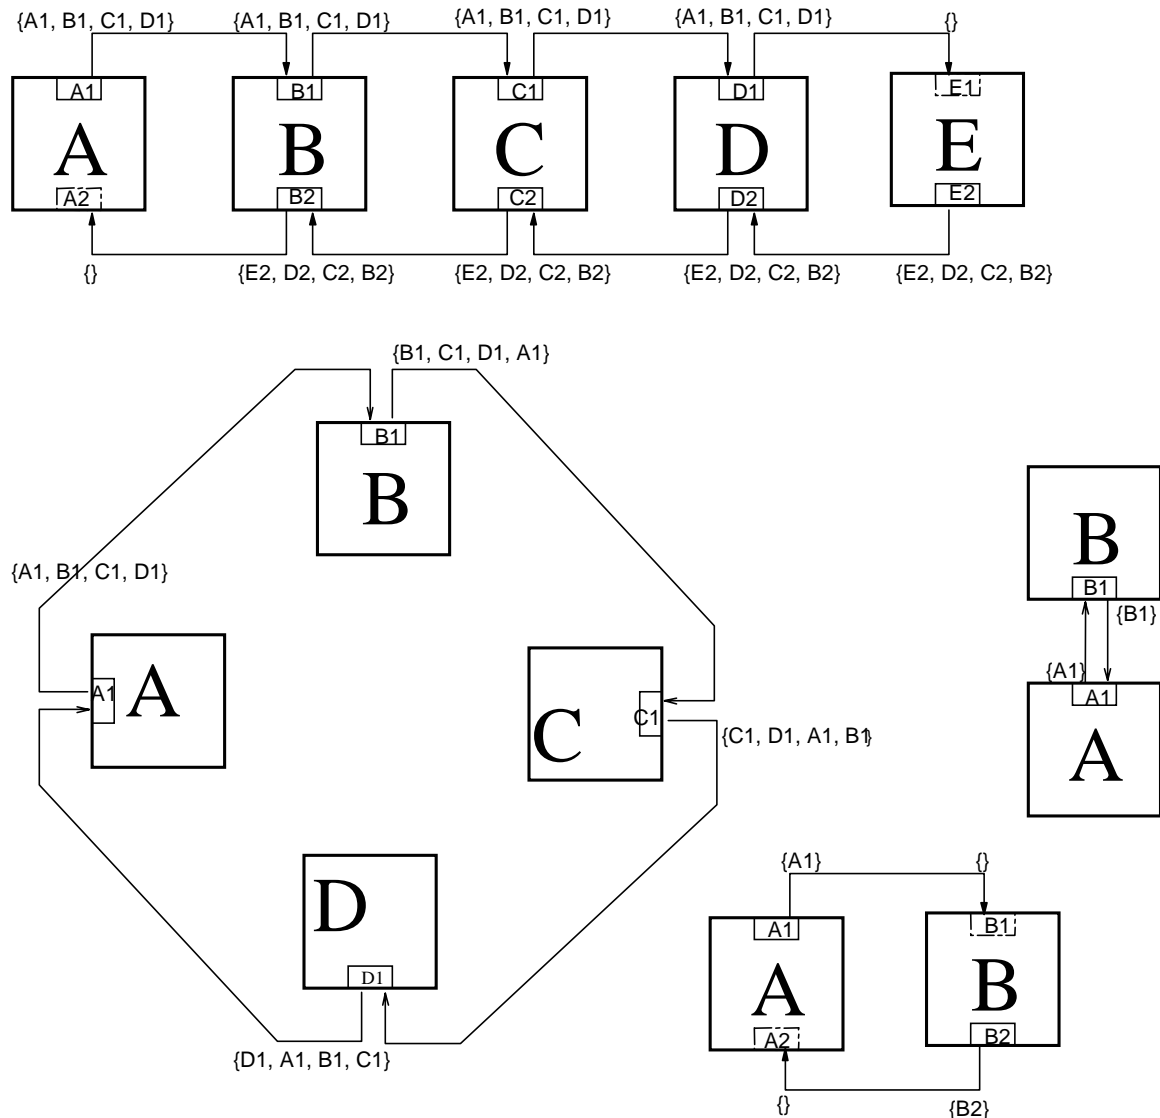 {A1, B1, C1, D1} {A1, B1, C1, D1} {A1, B1, C1, D1} {A1, B1, C1, D1} {}
A1 B1 C1 D1 E1
A B C D E
A2 B2 C2 D2 E2
{} {E2, D2, C2, B2} {E2, D2, C2, B2} {E2, D2, C2, B2} {E2, D2, C2, B2}
{B1, C1, D1, A1}
B1
B
{A1, B1, C1, D1}
A1
A
C1
C
{C1, D1, A1, B1}
D
D1
{D1, A1, B1, C1}
B
B1
{B1}
{A1}
A1
A
{A1} {}
A1 B1
A B
A2 B2
{} {B2}